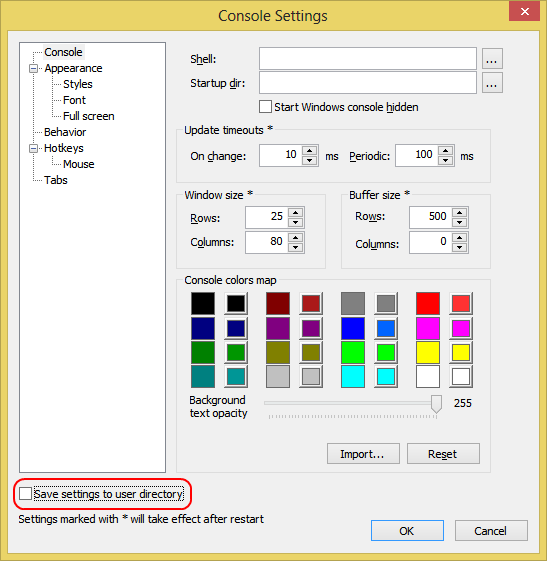 Console Settings
Console
Appearance
Styles
Font
Full screen
Behavior
Hotkeys
Mouse
Tabs
Shell:
...
Startup dir:
...
Start Windows console hidden
Update timeouts *
On change: 10 ms Periodic: 100 ms
Window size *
Rows: 25
Columns: 80
Buffer size *
Rows: 500
Columns: 0
Console colors map
Background
text opacity
255
Import... Reset
Save settings to user directory
Settings marked with * will take effect after restart
OK Cancel